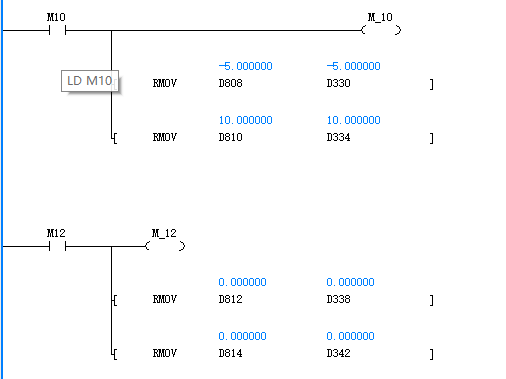 M10 M_10
-5.000000 -5.000000
LD M10
[ RMOV D808 D330 ]
10.000000 10.000000
[ RMOV D810 D334 ]
M12 M_12
0.000000 0.000000
[ RMOV D812 D338 ]
0.000000 0.000000
[ RMOV D814 D342 ]